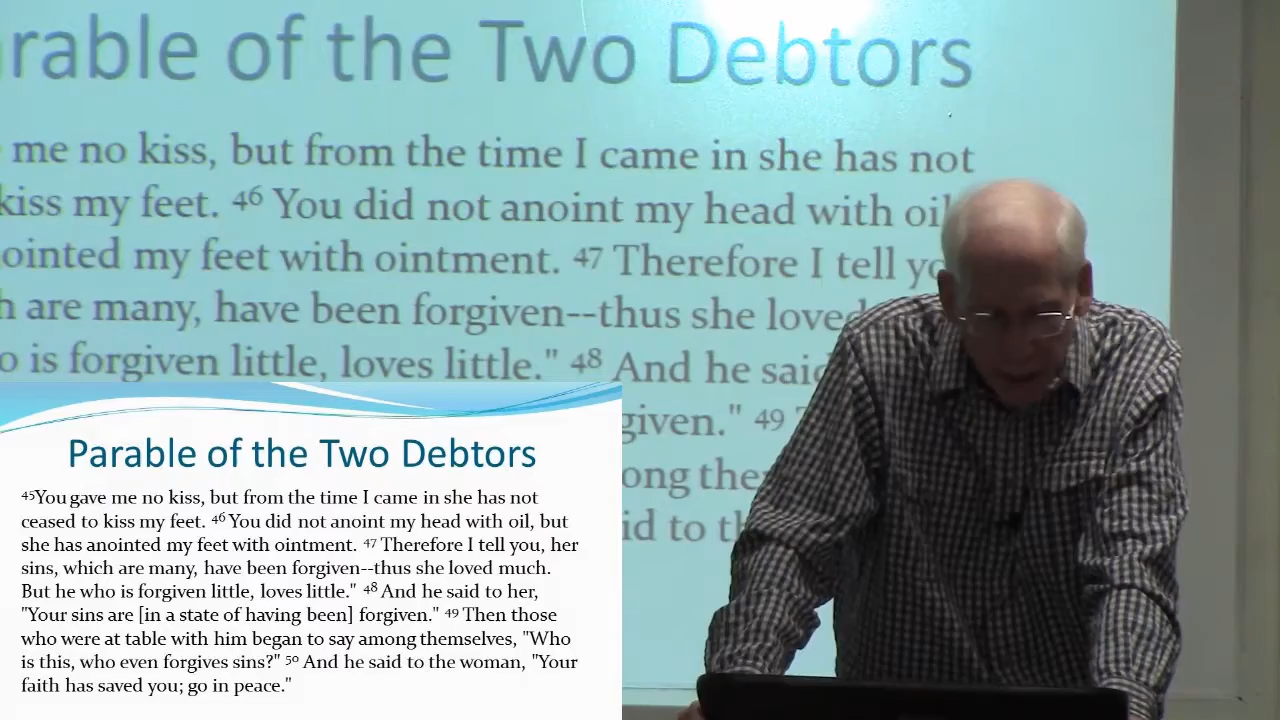 rable of the Two Debtors
me no kiss, but from the time I came in she has not
kiss my feet. 46 You did not anoint my head with oil
ointed my feet with ointment. 47 Therefore I tell yo
h are many, have been forgiven--thus she loved
o is forgiven little, loves little." 48 And he said
given." 49
ong the
id to th
Parable of the Two Debtors
45You gave me no kiss, but from the time I came in she has not
ceased to kiss my feet. 46 You did not anoint my head with oil, but
she has anointed my feet with ointment. 47 Therefore I tell you, her
sins, which are many, have been forgiven--thus she loved much.
But he who is forgiven little, loves little." 48 And he said to her,
"Your sins are [in a state of having been] forgiven." 49 Then those
who were at table with him began to say among themselves, "Who
is this, who even forgives sins?" 50 And he said to the woman, "Your
faith has saved you; go in peace."